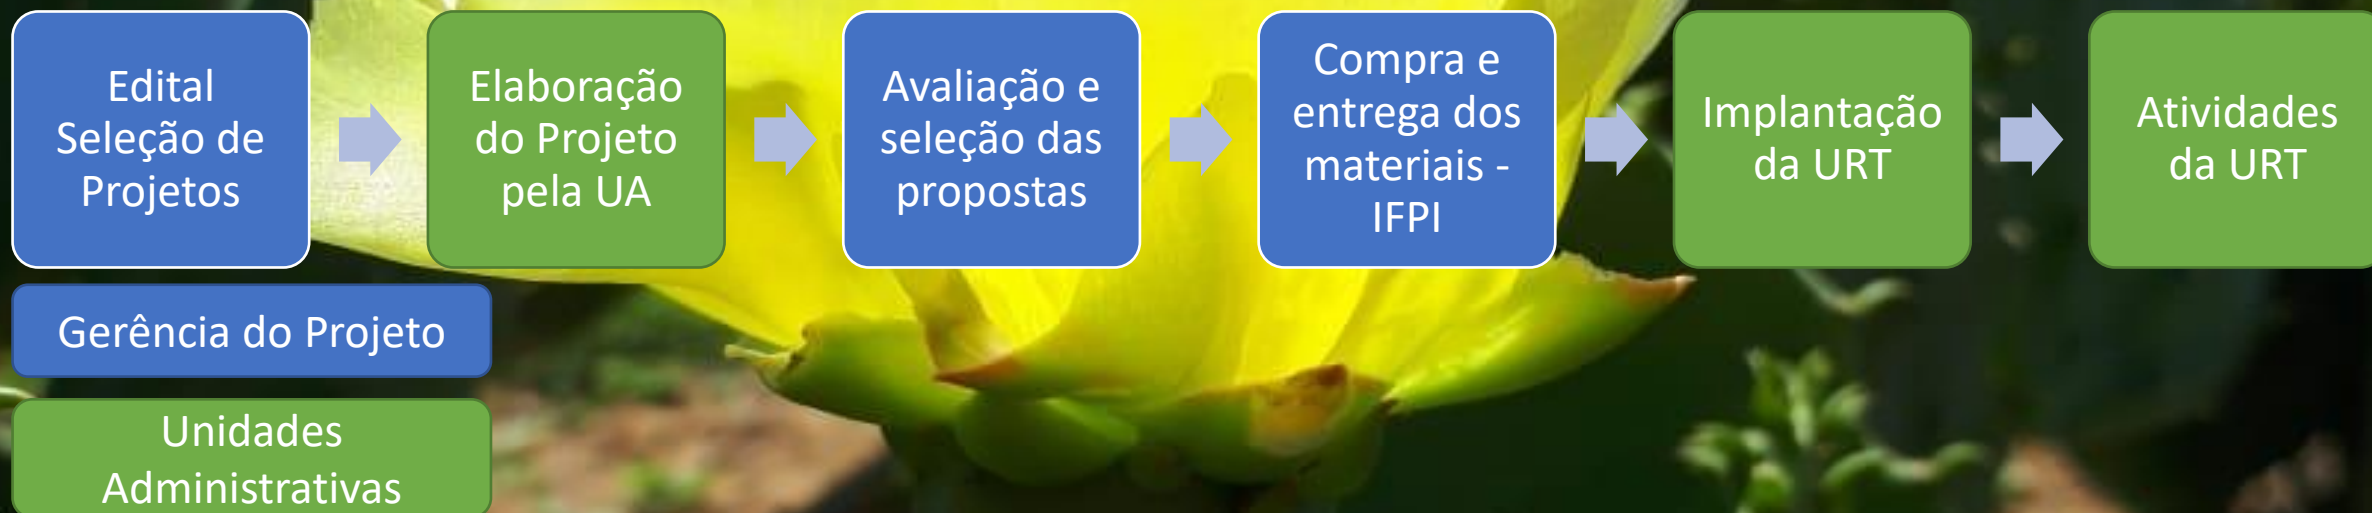 Edital
Seleção de
Projetos
Elaboração
do Projeto
pela UA
Avaliação e
seleção das
propostas
Compra e
entrega dos
materiais -
IFPI
Implantação
da URT
Atividades
da URT
Gerência do Projeto
Unidades
Administrativas